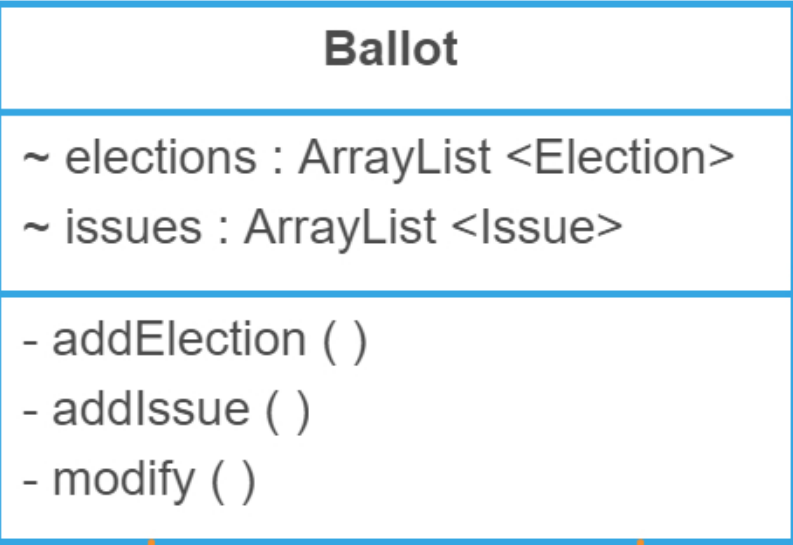 Ballot
~ elections : ArrayList <Election>
~ issues : ArrayList <Issue>
- addElection ( )
- addIssue ( )
- modify ( )